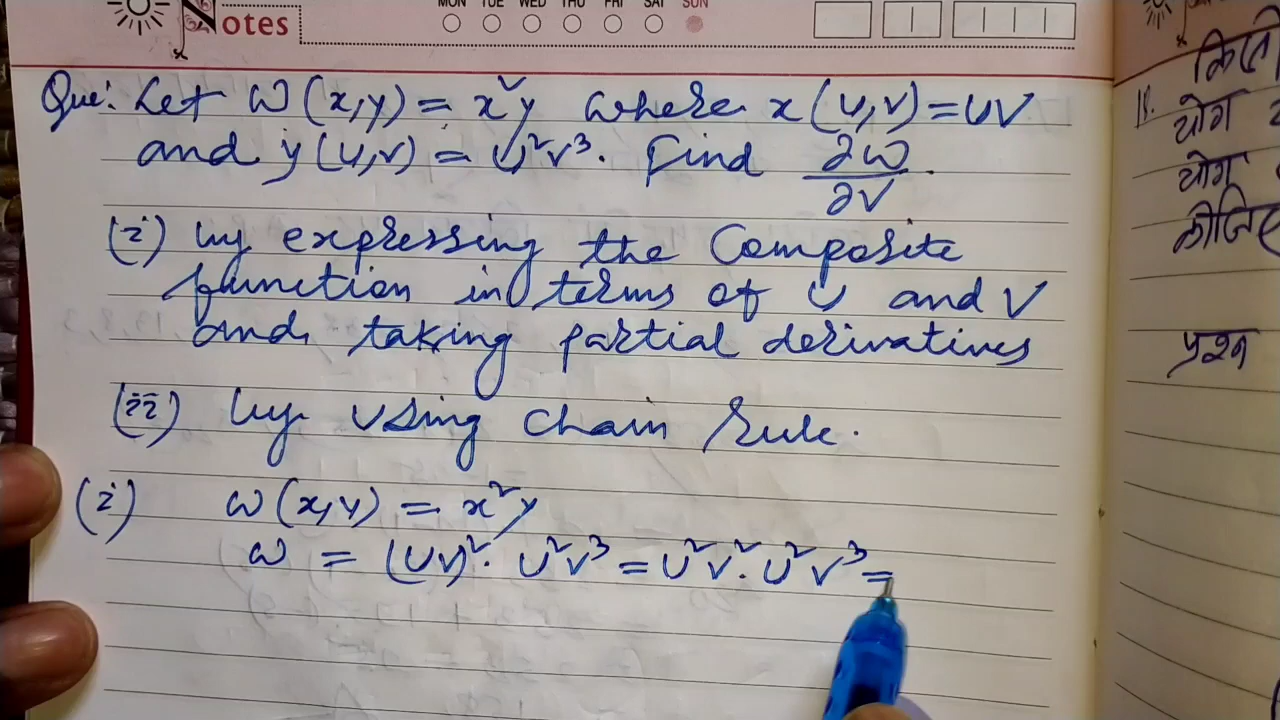 Notes
MON TUE WED THU FRI SAT SUN
Que: Let ω(x,y) = x²y where x(u,v) = uv
and y(u,v) = u²v³. Find ∂ω/∂v.
(i) by expressing the Composite
function in terms of u and v
and taking partial derivatives
(ii) by using chain rule.
(i) ω(x,y) = x²y
ω = (uv)². u²v³ = u²v². u²v³ =
योग
योग
कीजिए
प्रश्न